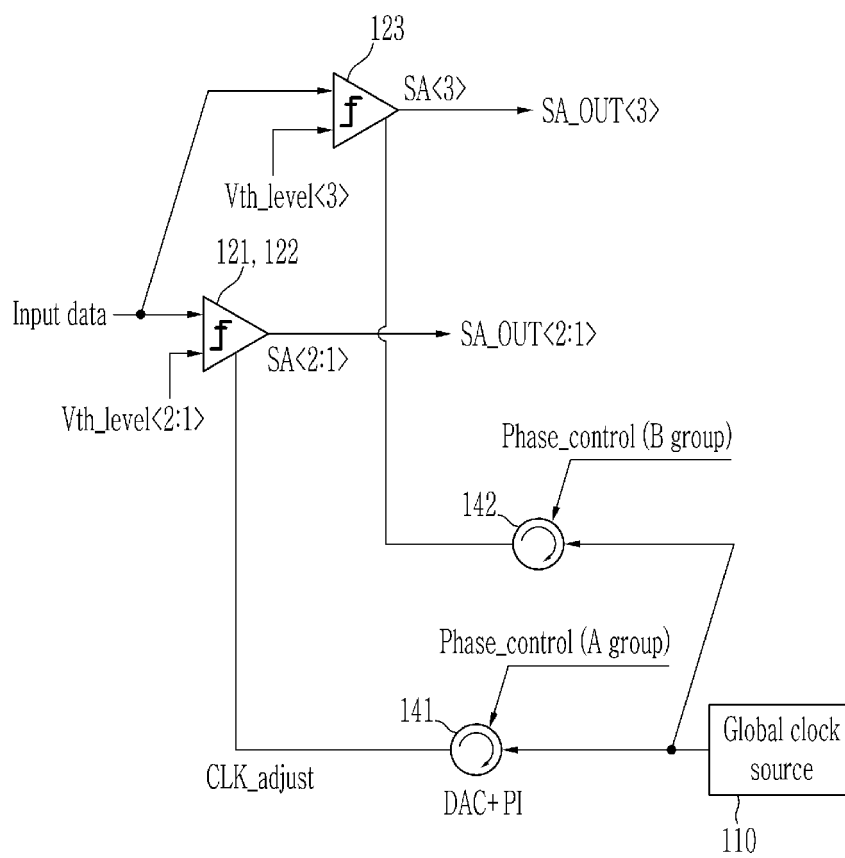 123
SA<3>
SA_OUT<3>
Vth_level<3>
121, 122
Input data
SA<2:1>
SA_OUT<2:1>
Vth_level<2:1>
Phase_control (B group)
142
Phase_control (A group)
141
CLK_adjust
DAC+PI
Global clock
source
110